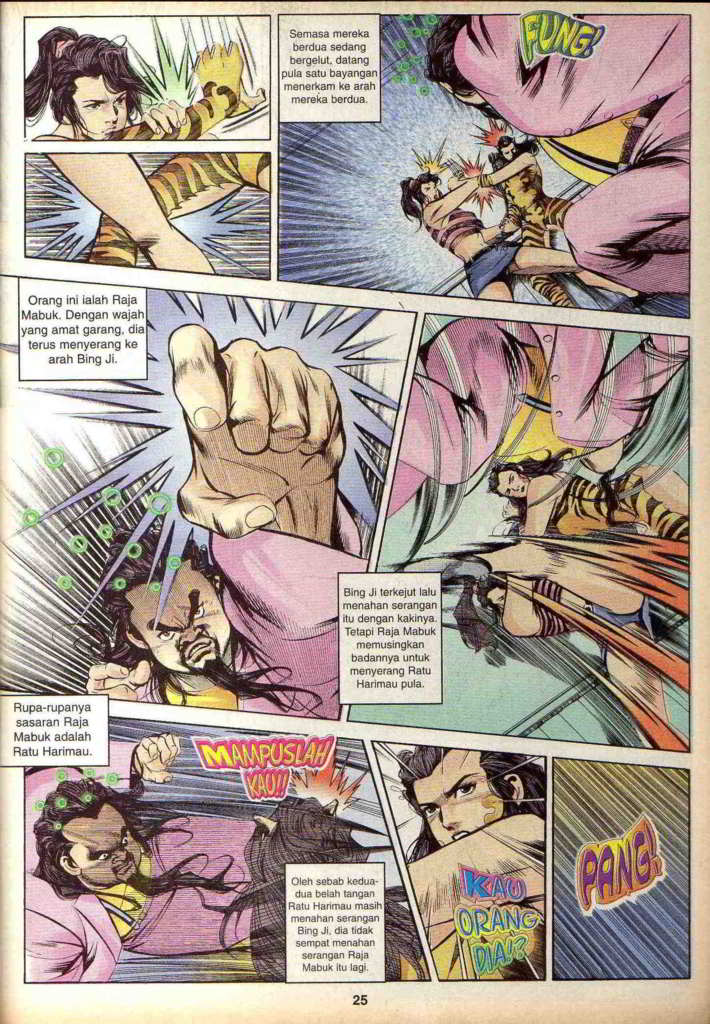 Semasa mereka
berdua sedang
bergelut, datang
pula satu bayangan
menerkam ke arah
mereka berdua.
FUNG!
Orang ini ialah Raja
Mabuk. Dengan wajah
yang amat garang, dia
terus menyerang ke
arah Bing Ji.
Bing Ji terkejut lalu
menahan serangan
itu dengan kakinya.
Tetapi Raja Mabuk
memusingkan
badannya untuk
menyerang Ratu
Harimau pula.
Rupa-rupanya
sasaran Raja
Mabuk adalah
Ratu Harimau.
MAMPUSLAH
KAU!!
Oleh sebab kedua-
dua belah tangan
Ratu Harimau masih
menahan serangan
Bing Ji, dia tidak
sempat menahan
serangan Raja
Mabuk itu lagi.
KAU
ORANG
DIA!?
PANG!
25